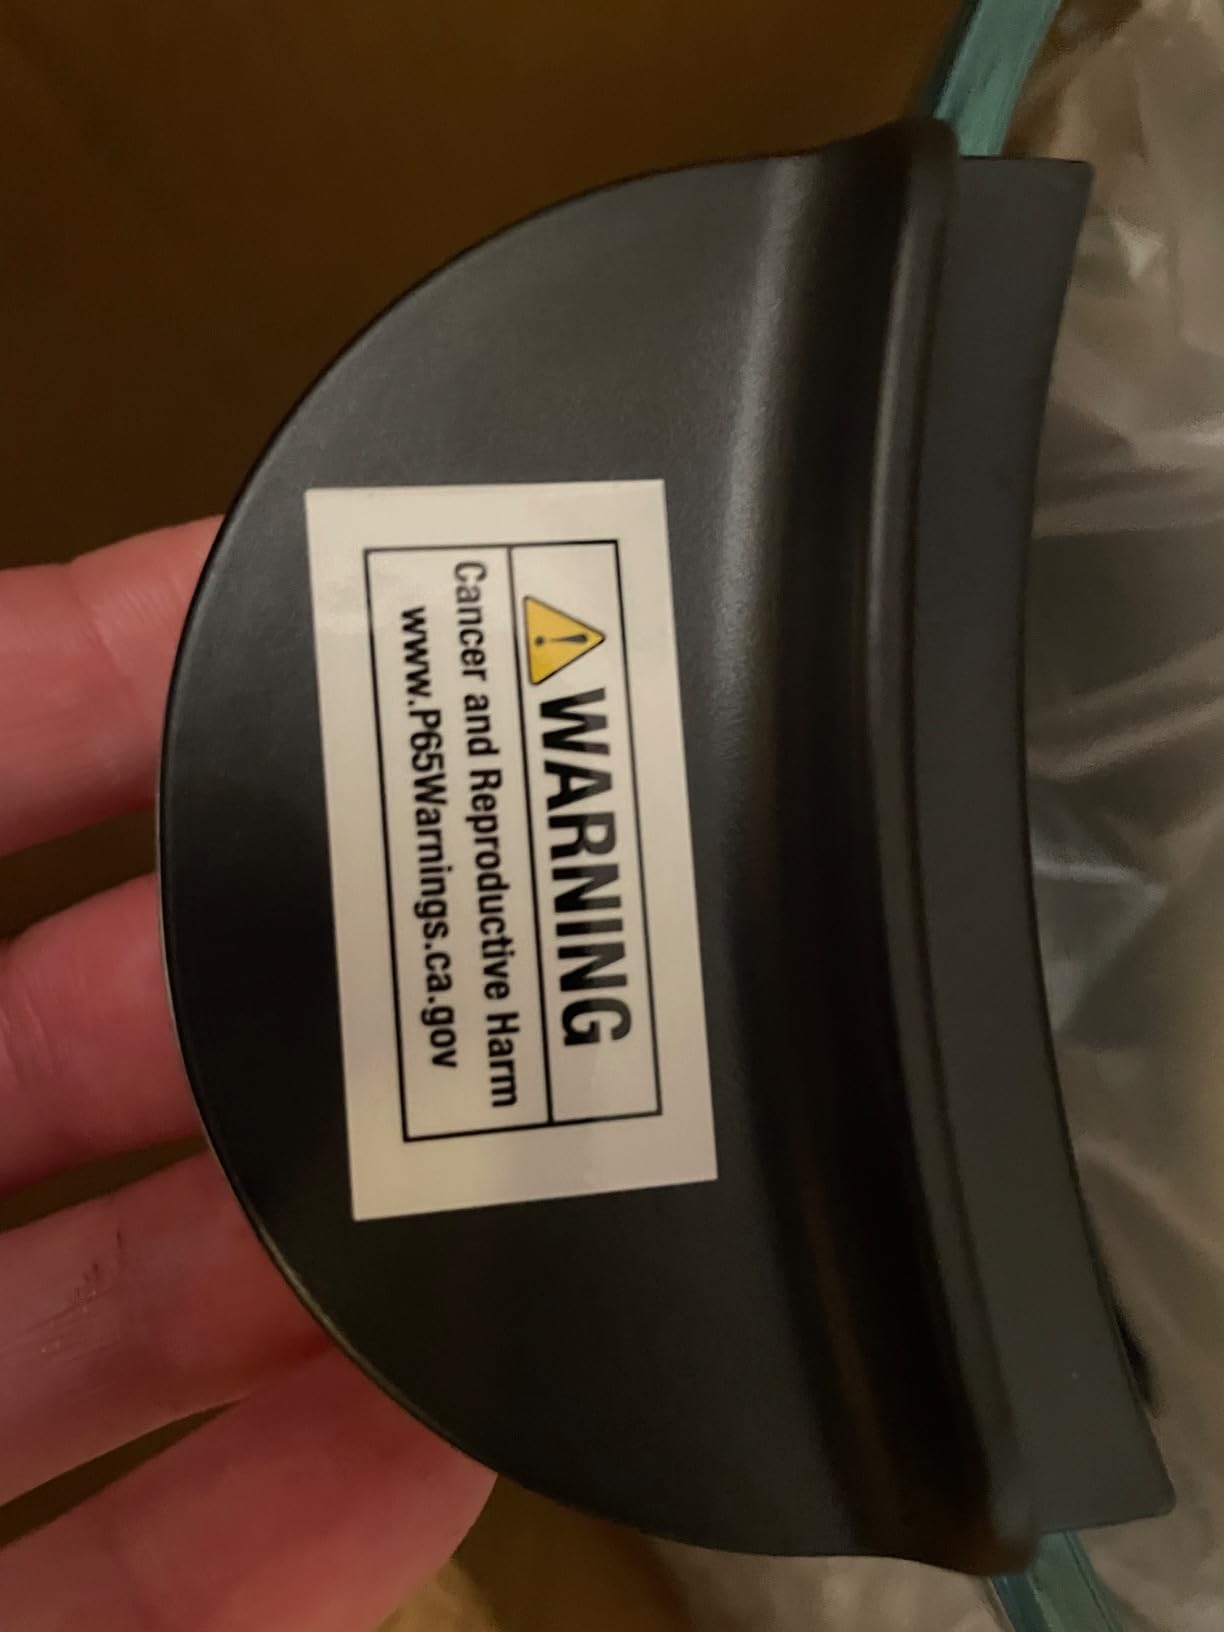 WARNING
Cancer and Reproductive Harm
www.P65Warnings.ca.gov